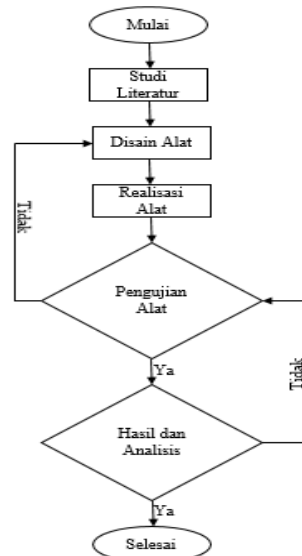 Mulai
Studi
Literatur
Disain Alat
Realisasi
Alat
Tidak
Pengujian
Alat
Ya
Tidak
Hasil dan
Analisis
Ya
Selesai